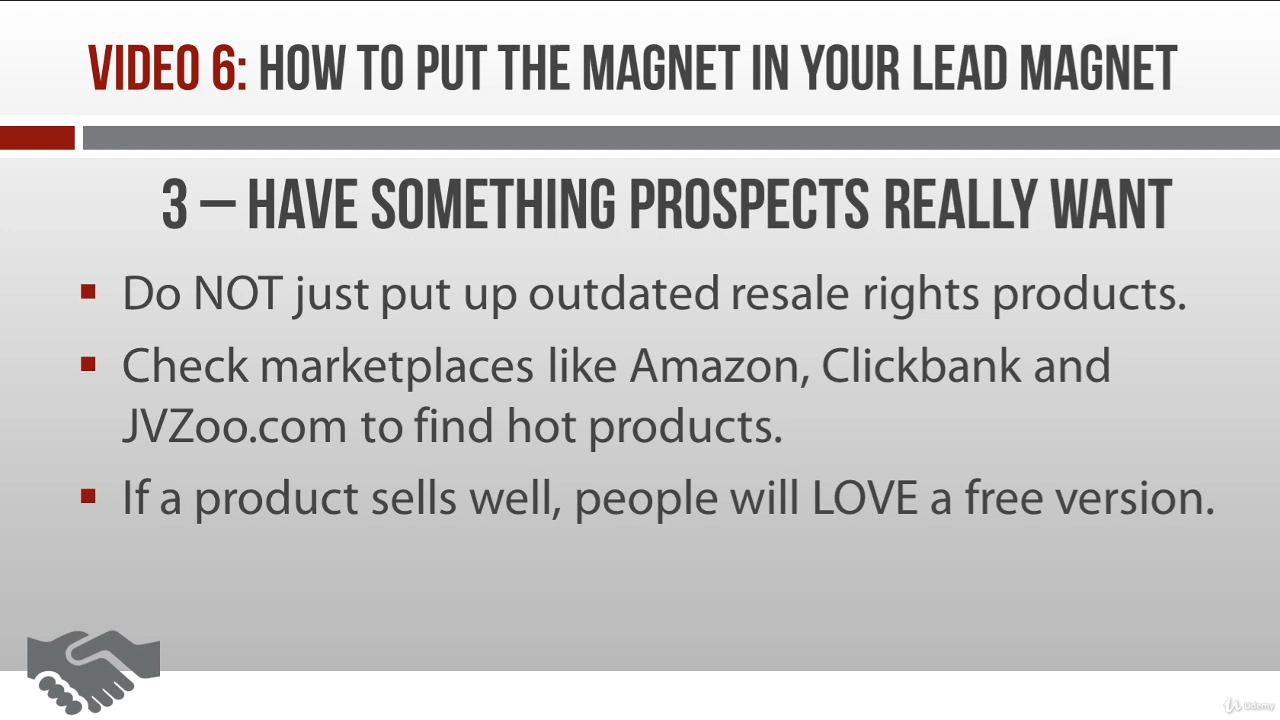 VIDEO 6: HOW TO PUT THE MAGNET IN YOUR LEAD MAGNET
3 – HAVE SOMETHING PROSPECTS REALLY WANT
▪ Do NOT just put up outdated resale rights products.
▪ Check marketplaces like Amazon, Clickbank and
JVZoo.com to find hot products.
▪ If a product sells well, people will LOVE a free version.
Udemy